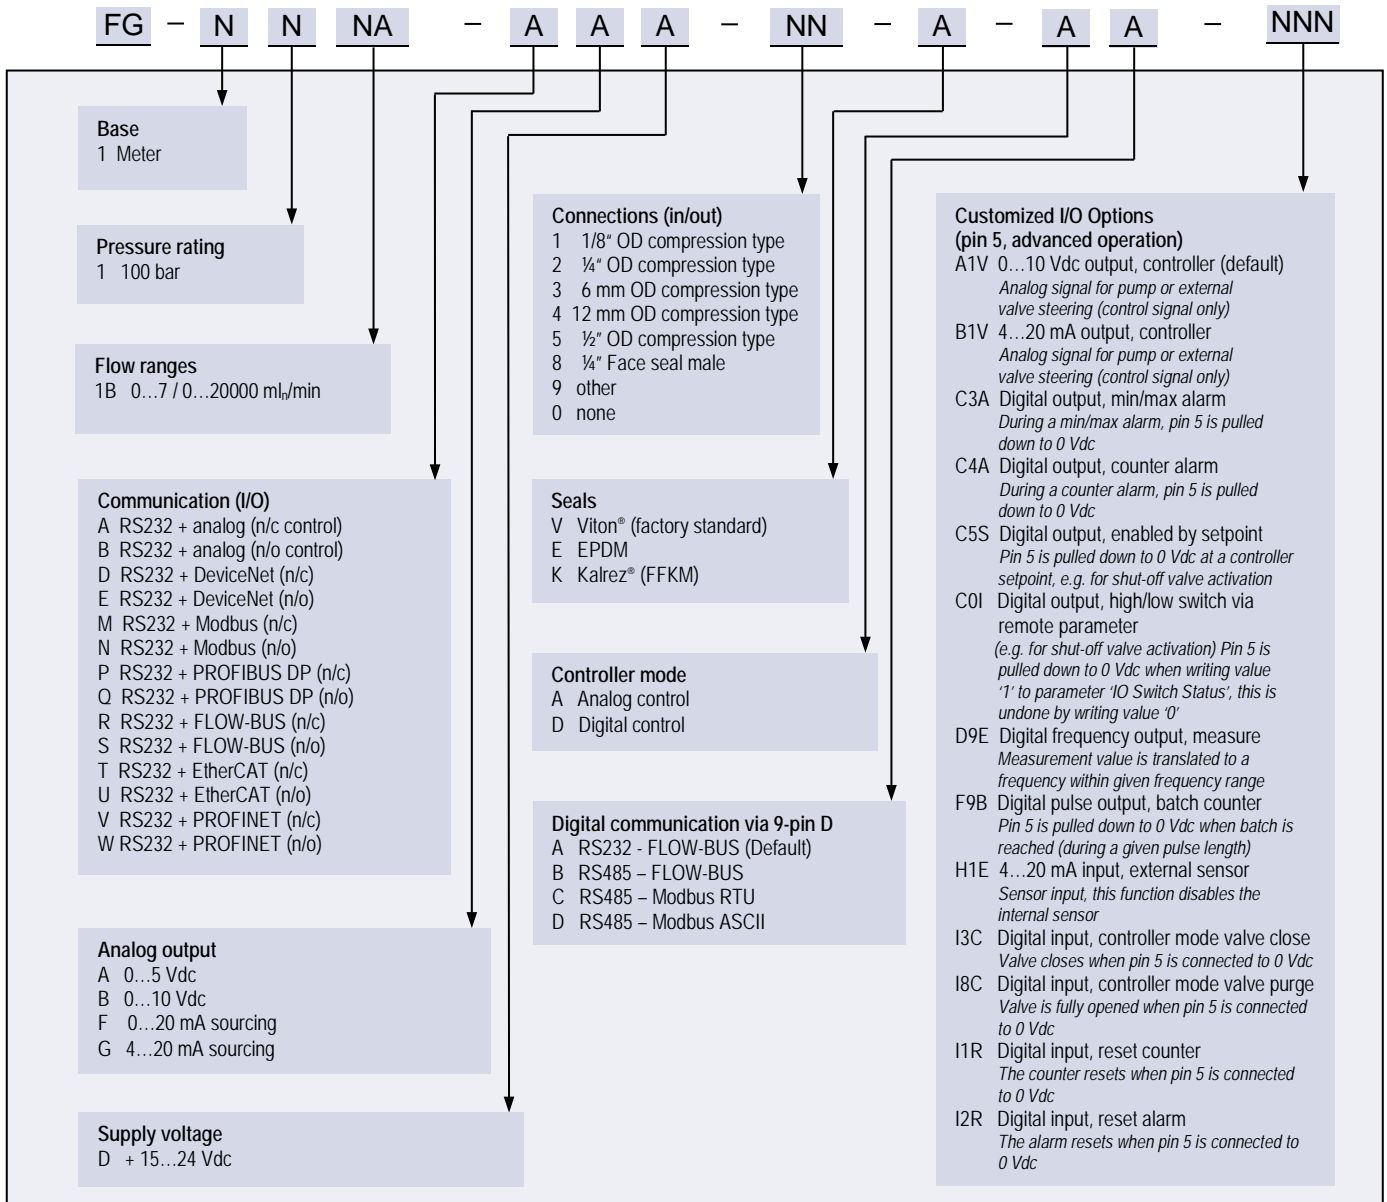 FG – N N NA – A A A – NN – A – A A – NNN
Base
1 Meter
Pressure rating
1 100 bar
Flow ranges
1B 0…7 / 0…20000 mlₙ/min
Communication (I/O)
A RS232 + analog (n/c control)
B RS232 + analog (n/o control)
D RS232 + DeviceNet (n/c)
E RS232 + DeviceNet (n/o)
M RS232 + Modbus (n/c)
N RS232 + Modbus (n/o)
P RS232 + PROFIBUS DP (n/c)
Q RS232 + PROFIBUS DP (n/o)
R RS232 + FLOW-BUS (n/c)
S RS232 + FLOW-BUS (n/o)
T RS232 + EtherCAT (n/c)
U RS232 + EtherCAT (n/o)
V RS232 + PROFINET (n/c)
W RS232 + PROFINET (n/o)
Analog output
A 0…5 Vdc
B 0…10 Vdc
F 0…20 mA sourcing
G 4…20 mA sourcing
Supply voltage
D + 15…24 Vdc
Connections (in/out)
1 1/8“ OD compression type
2 ¼“ OD compression type
3 6 mm OD compression type
4 12 mm OD compression type
5 ½” OD compression type
8 ¼” Face seal male
9 other
0 none
Seals
V Viton® (factory standard)
E EPDM
K Kalrez® (FFKM)
Controller mode
A Analog control
D Digital control
Digital communication via 9-pin D
A RS232 - FLOW-BUS (Default)
B RS485 – FLOW-BUS
C RS485 – Modbus RTU
D RS485 – Modbus ASCII
Customized I/O Options
(pin 5, advanced operation)
A1V 0…10 Vdc output, controller (default)
Analog signal for pump or external
valve steering (control signal only)
B1V 4…20 mA output, controller
Analog signal for pump or external
valve steering (control signal only)
C3A Digital output, min/max alarm
During a min/max alarm, pin 5 is pulled
down to 0 Vdc
C4A Digital output, counter alarm
During a counter alarm, pin 5 is pulled
down to 0 Vdc
C5S Digital output, enabled by setpoint
Pin 5 is pulled down to 0 Vdc at a controller
setpoint, e.g. for shut-off valve activation
C0I Digital output, high/low switch via
remote parameter
(e.g. for shut-off valve activation) Pin 5 is
pulled down to 0 Vdc when writing value
‘1’ to parameter ‘IO Switch Status’, this is
undone by writing value ‘0’
D9E Digital frequency output, measure
Measurement value is translated to a
frequency within given frequency range
F9B Digital pulse output, batch counter
Pin 5 is pulled down to 0 Vdc when batch is
reached (during a given pulse length)
H1E 4…20 mA input, external sensor
Sensor input, this function disables the
internal sensor
I3C Digital input, controller mode valve close
Valve closes when pin 5 is connected to 0 Vdc
I8C Digital input, controller mode valve purge
Valve is fully opened when pin 5 is connected
to 0 Vdc
I1R Digital input, reset counter
The counter resets when pin 5 is connected
to 0 Vdc
I2R Digital input, reset alarm
The alarm resets when pin 5 is connected to
0 Vdc